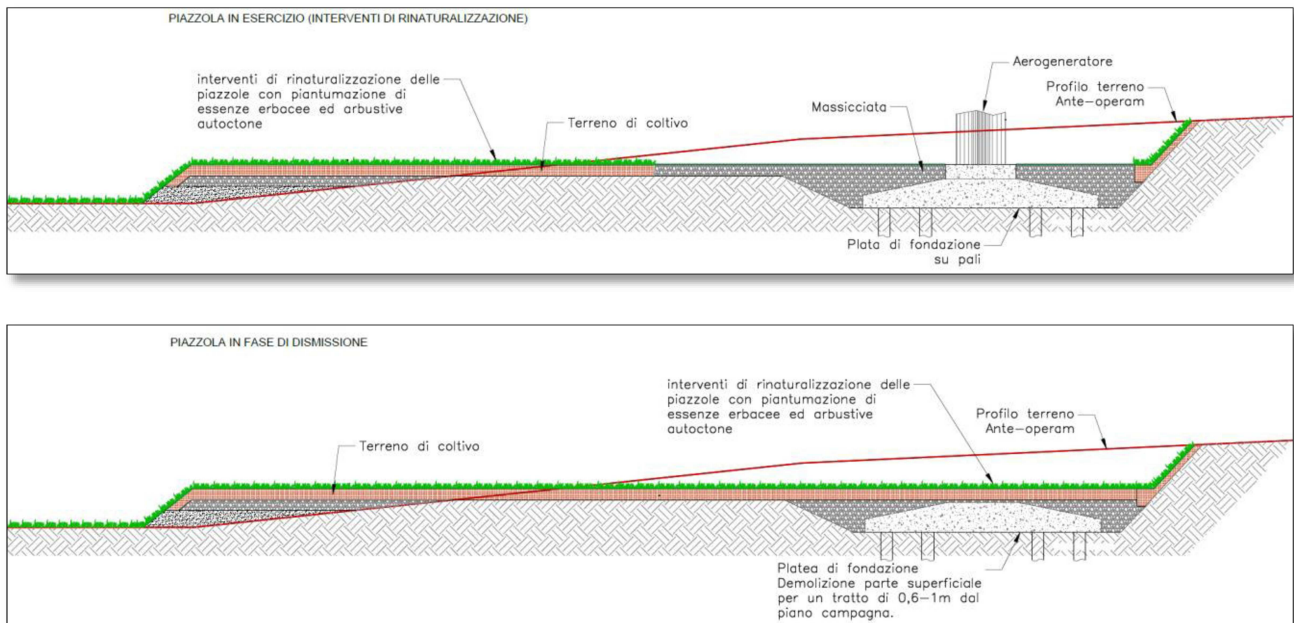 PIAZZOLA IN ESERCIZIO (INTERVENTI DI RINATURALIZZAZIONE)
interventi di rinaturalizzazione delle
piazzole con piantumazione di
essenze erbacee ed arbustive
autoctone
Terreno di coltivo
Massicciata
Aerogeneratore
Profilo terreno
Ante-operam
Plata di fondazione
su pali
PIAZZOLA IN FASE DI DISMISSIONE
Terreno di coltivo
interventi di rinaturalizzazione delle
piazzole con piantumazione di
essenze erbacee ed arbustive
autoctone
Profilo terreno
Ante-operam
Platea di fondazione
Demolizione parte superficiale
per un tratto di 0,6-1m dal
piano campagna.